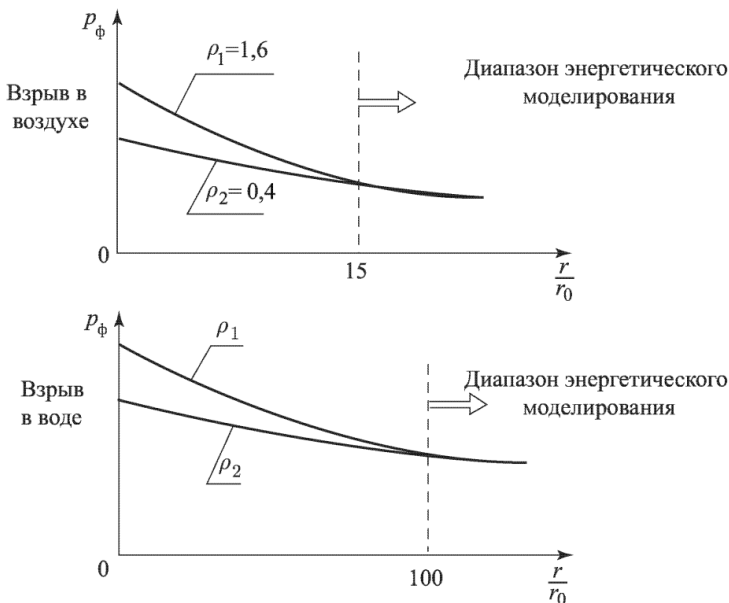 pф
ρ1=1,6
Взрыв в
воздухе
Диапазон энергетического
моделирования
ρ2= 0,4
0
15
r
r0
pф
ρ1
Взрыв
в воде
Диапазон энергетического
моделирования
ρ2
0
100
r
r0